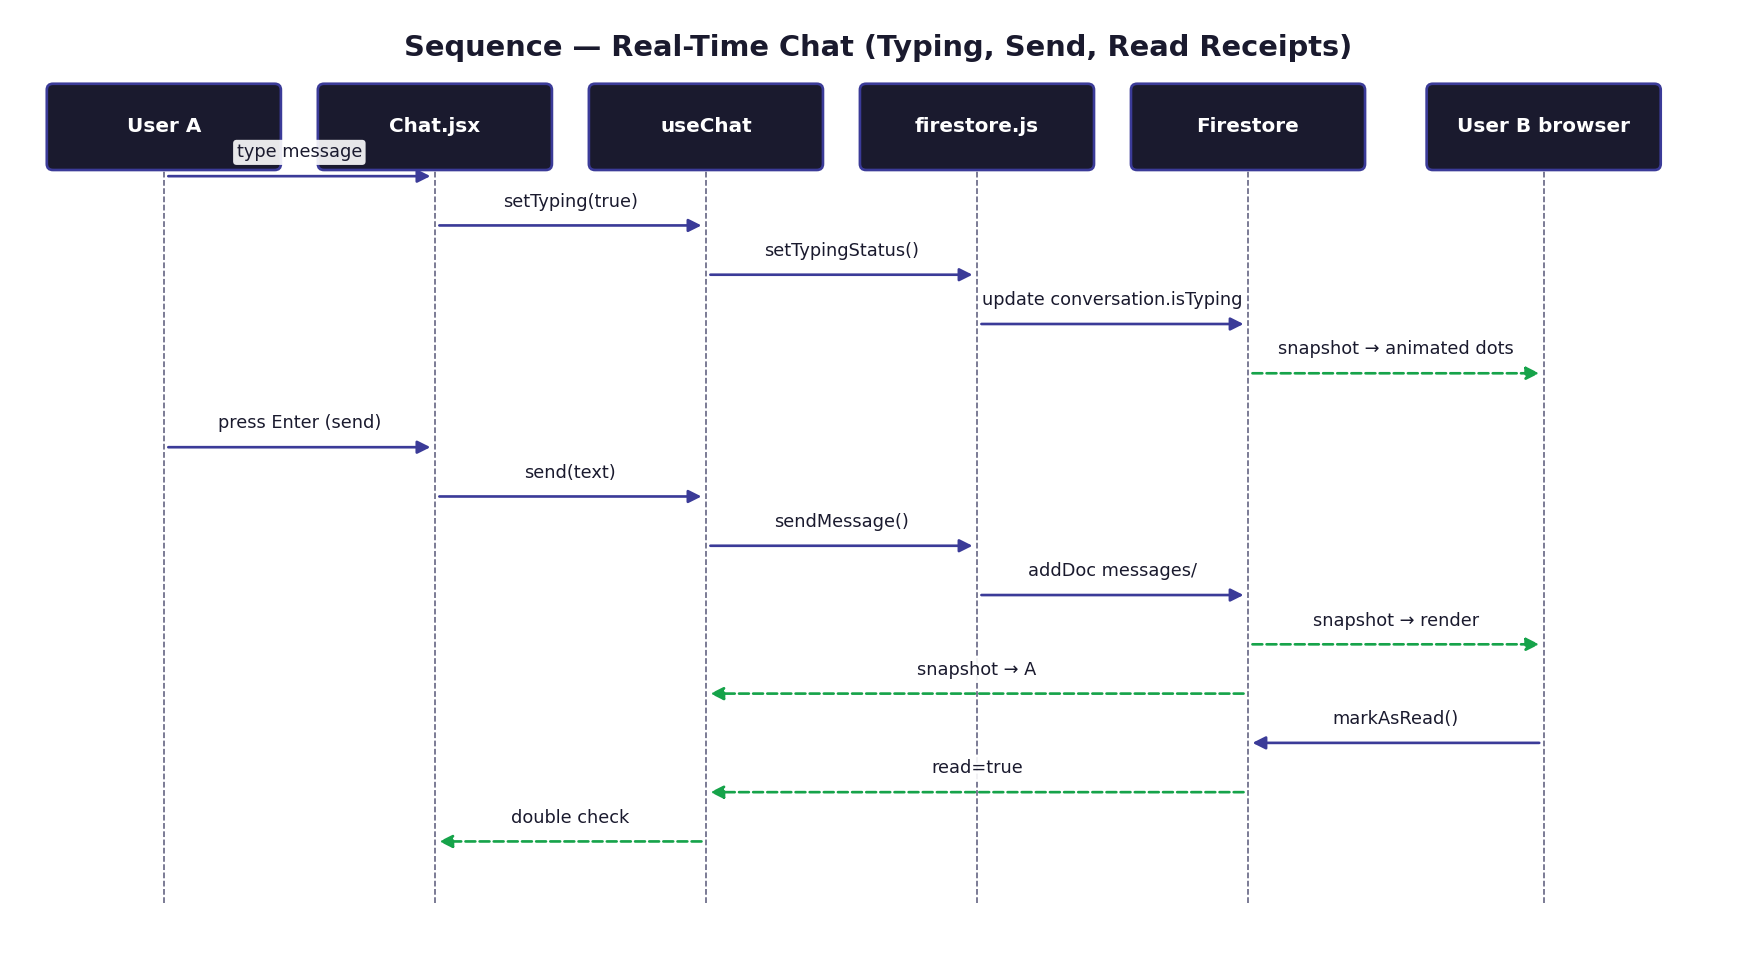 Sequence — Real-Time Chat (Typing, Send, Read Receipts)
User A
Chat.jsx
useChat
firestore.js
Firestore
User B browser
type message
setTyping(true)
setTypingStatus()
update conversation.isTyping
snapshot → animated dots
press Enter (send)
send(text)
sendMessage()
addDoc messages/
snapshot → render
snapshot → A
markAsRead()
read=true
double check